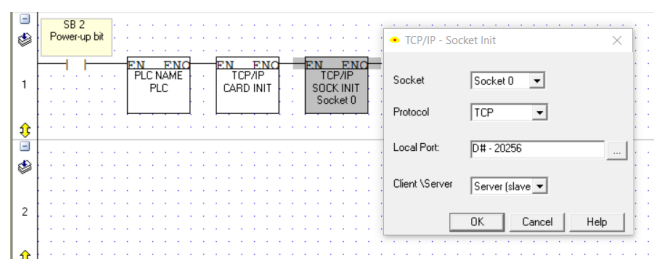 SB 2
Power-up bit
EN ENO
PLC NAME
PLC
EN ENO
TCP/IP
CARD INIT
EN ENO
TCP/IP
SOCK INIT
Socket 0
1
2
TCP/IP - Socket Init
Socket
Socket 0
Protocol
TCP
Local Port:
D# - 20256
...
Client \Server
Server (slave
OK
Cancel
Help